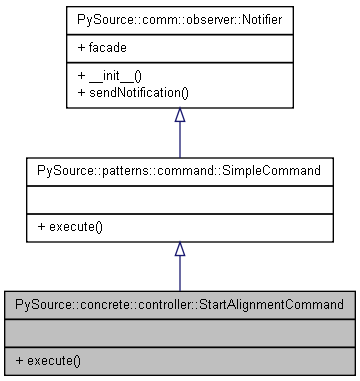 PySource::comm::observer::Notifier
+ facade
+ __init__()
+ sendNotification()
PySource::patterns::command::SimpleCommand
+ execute()
PySource::concrete::controller::StartAlignmentCommand
+ execute()